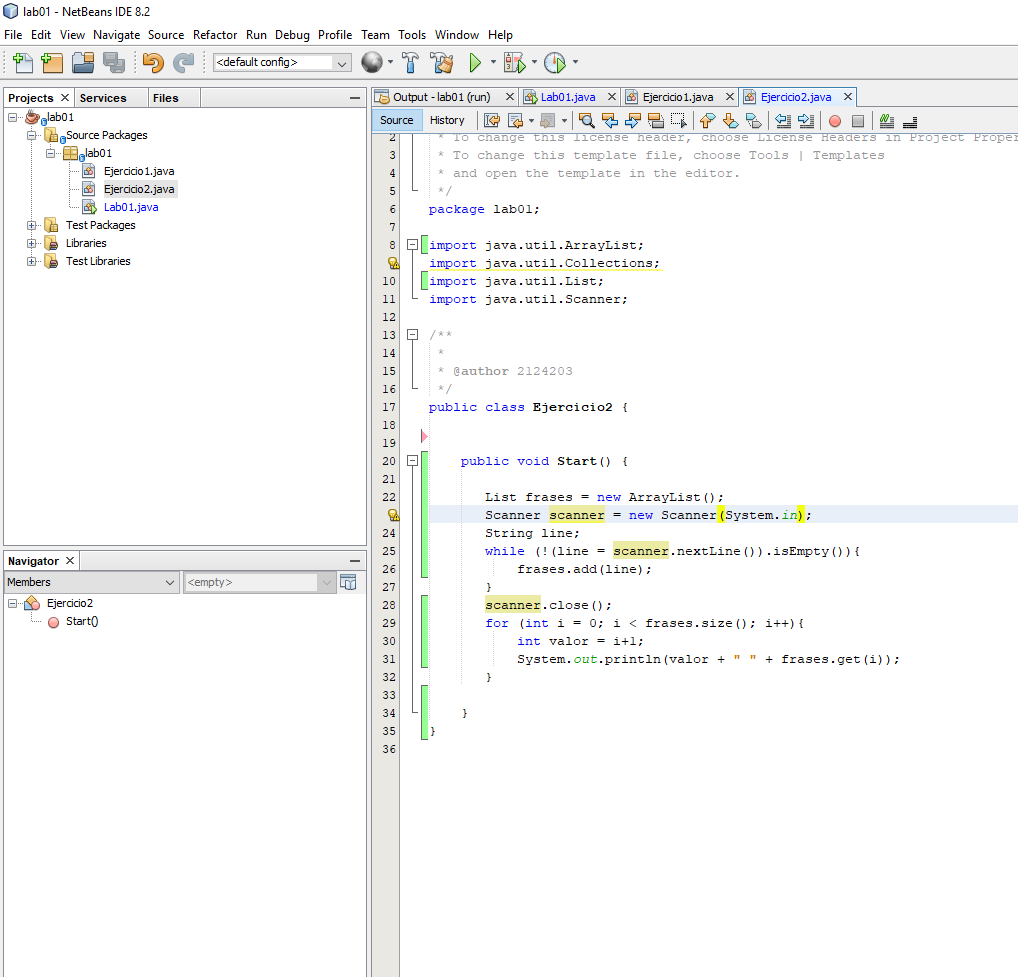 lab01 - NetBeans IDE 8.2
File Edit View Navigate Source Refactor Run Debug Profile Team Tools Window Help
<default config>
Projects Services Files
lab01
Source Packages
lab01
Ejercicio1.java
Ejercicio2.java
Lab01.java
Test Packages
Libraries
Test Libraries
Navigator
Members <empty>
Ejercicio2
Start()
Output - lab01 (run) Lab01.java Ejercicio1.java Ejercicio2.java
Source History
2 * To change this license header, choose License Headers in Project Proper
3 * To change this template file, choose Tools | Templates
4 * and open the template in the editor.
5 */
6 package lab01;
7
8 import java.util.ArrayList;
import java.util.Collections;
10 import java.util.List;
11 import java.util.Scanner;
12
13 /**
14 *
15 * @author 2124203
16 */
17 public class Ejercicio2 {
18
19
20 public void Start() {
21
22 List frases = new ArrayList();
Scanner scanner = new Scanner(System.in);
24 String line;
25 while (!(line = scanner.nextLine()).isEmpty()){
26 frases.add(line);
27 }
28 scanner.close();
29 for (int i = 0; i < frases.size(); i++){
30 int valor = i+1;
31 System.out.println(valor + " " + frases.get(i));
32 }
33
34 }
35 }
36